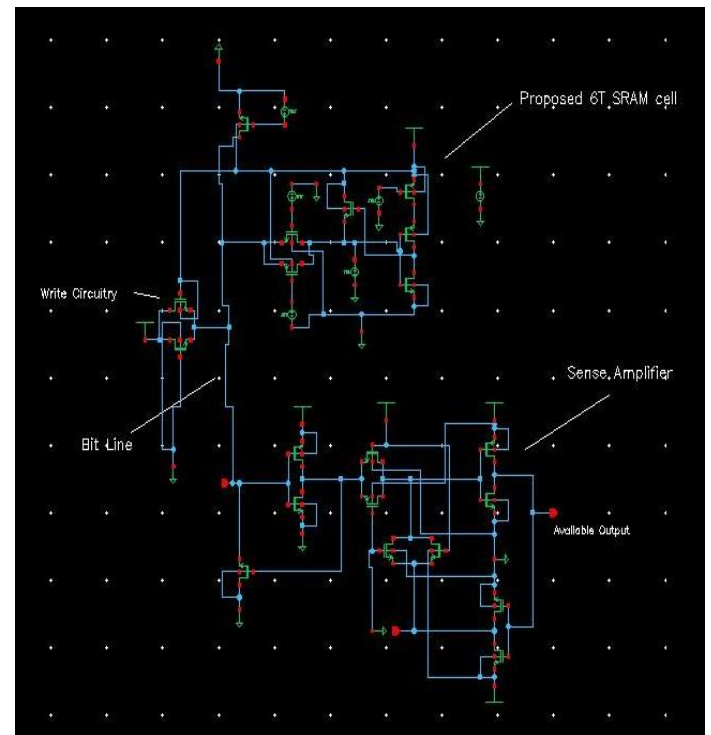 Proposed 6T SRAM cell
Write Circuitry
Sense Amplifier
Bit Line
Available Output